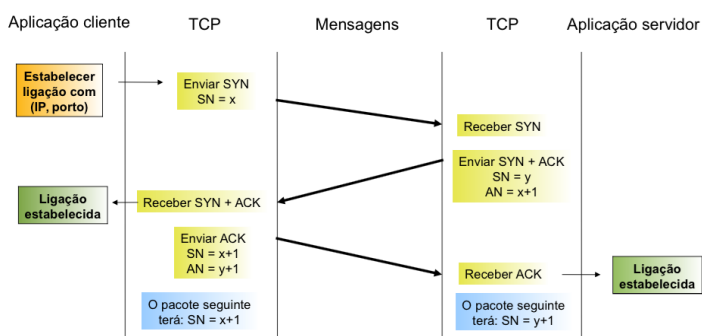 Aplicação cliente
TCP
Mensagens
TCP
Aplicação servidor
Estabelecer
ligação com
(IP, porto)
Enviar SYN
SN = x
Receber SYN
Enviar SYN + ACK
SN = y
AN = x+1
Ligação
estabelecida
Receber SYN + ACK
Enviar ACK
SN = x+1
AN = y+1
Receber ACK
Ligação
estabelecida
O pacote seguinte
terá: SN = x+1
O pacote seguinte
terá: SN = y+1